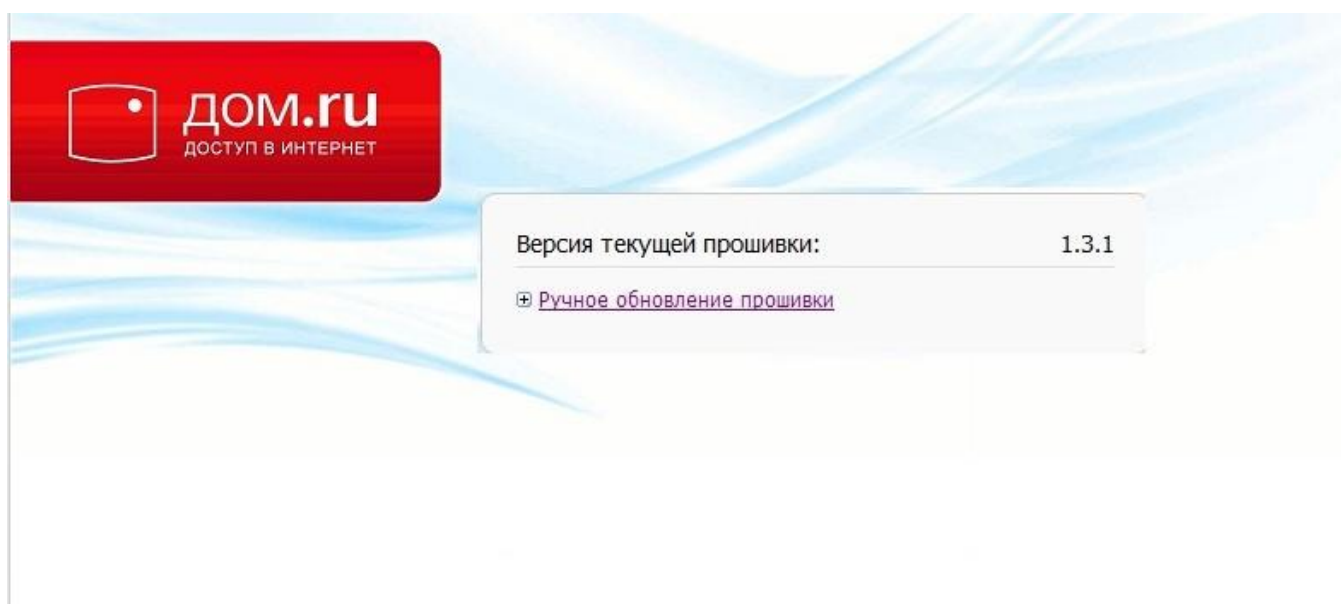 дом.ru
ДОСТУП В ИНТЕРНЕТ
Версия текущей прошивки: 1.3.1
Ручное обновление прошивки